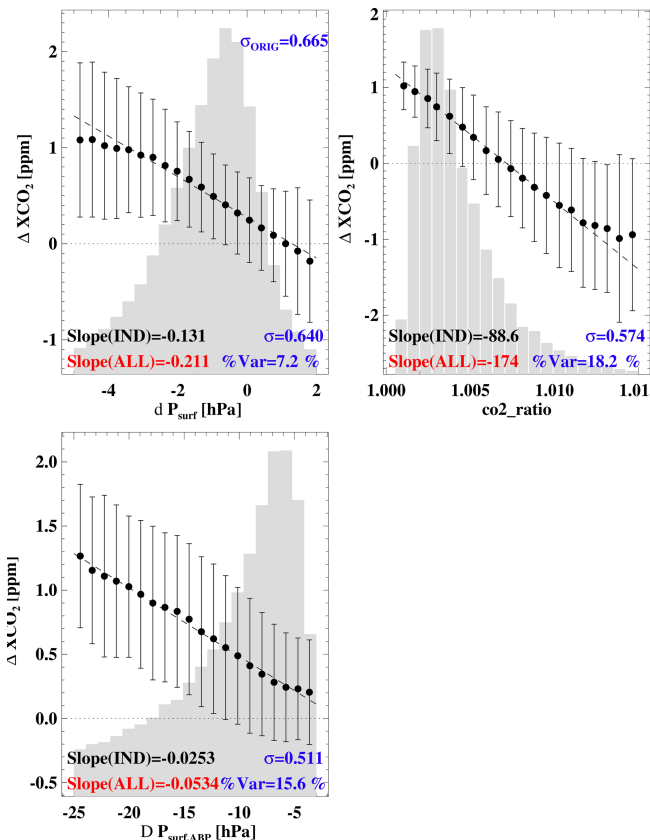 σORIG=0.665
2
1
0
-1
Δ XCO2 [ppm]
Slope(IND)=-0.131 σ=0.640
Slope(ALL)=-0.211 %Var=7.2 %
-4 -2 0 2
d Psurf [hPa]
2
1
0
-1
-2
Δ XCO2 [ppm]
Slope(IND)=-88.6 σ=0.574
Slope(ALL)=-174 %Var=18.2 %
1.000 1.005 1.010 1.01
co2_ratio
2.0
1.5
1.0
0.5
0.0
-0.5
Δ XCO2 [ppm]
Slope(IND)=-0.0253 σ=0.511
Slope(ALL)=-0.0534 %Var=15.6 %
-25 -20 -15 -10 -5
D Psurf,ABP [hPa]